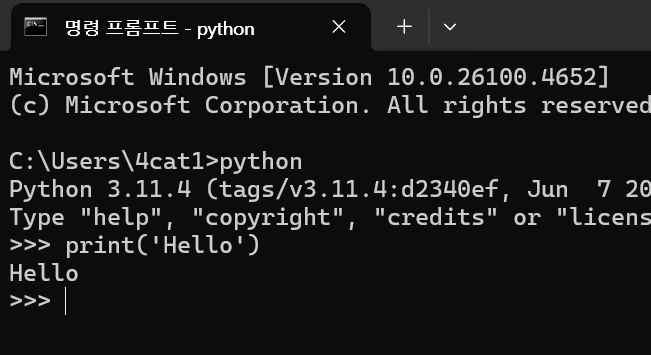 명령 프롬프트 - python
Microsoft Windows [Version 10.0.26100.4652]
(c) Microsoft Corporation. All rights reserved
C:\Users\4cat1>python
Python 3.11.4 (tags/v3.11.4:d2340ef, Jun  7 20
Type "help", "copyright", "credits" or "licens
>>> print('Hello')
Hello
>>>